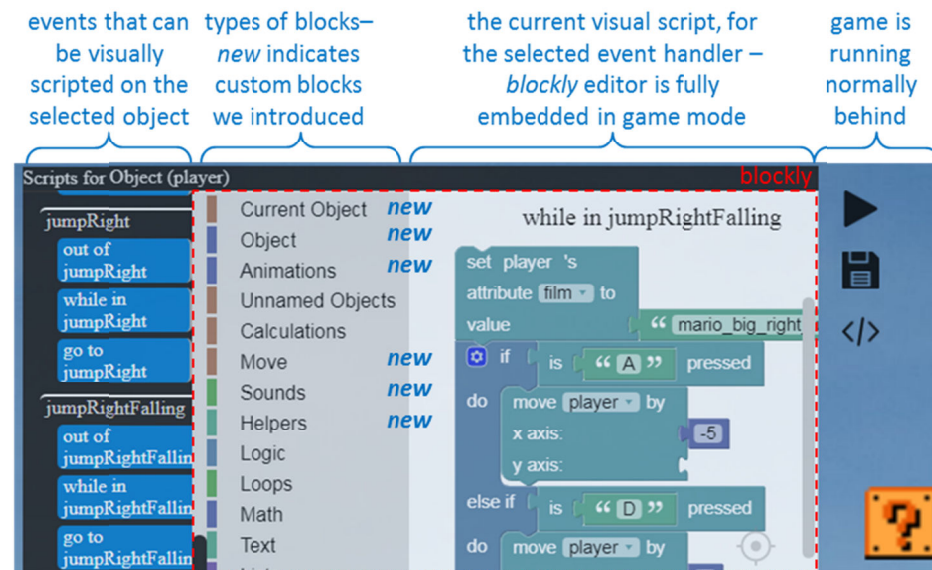 events that can
be visually
scripted on the
selected object
types of blocks–
new indicates
custom blocks
we introduced
the current visual script, for
the selected event handler –
blockly editor is fully
embedded in game mode
game is
running
normally
behind
Scripts for Object (player)
blockly
jumpRight
out of
jumpRight
while in
jumpRight
go to
jumpRight
jumpRightFalling
out of
jumpRightFallin
while in
jumpRightFallin
go to
jumpRightFallin
Current Object new
Object new
Animations new
Unnamed Objects
Calculations
Move new
Sounds new
Helpers new
Logic
Loops
Math
Text
while in jumpRightFalling
set player 's
attribute film to
value “ mario_big_right
if is “ A ” pressed
do move player by
x axis: -5
y axis:
else if is “ D ” pressed
do move player by